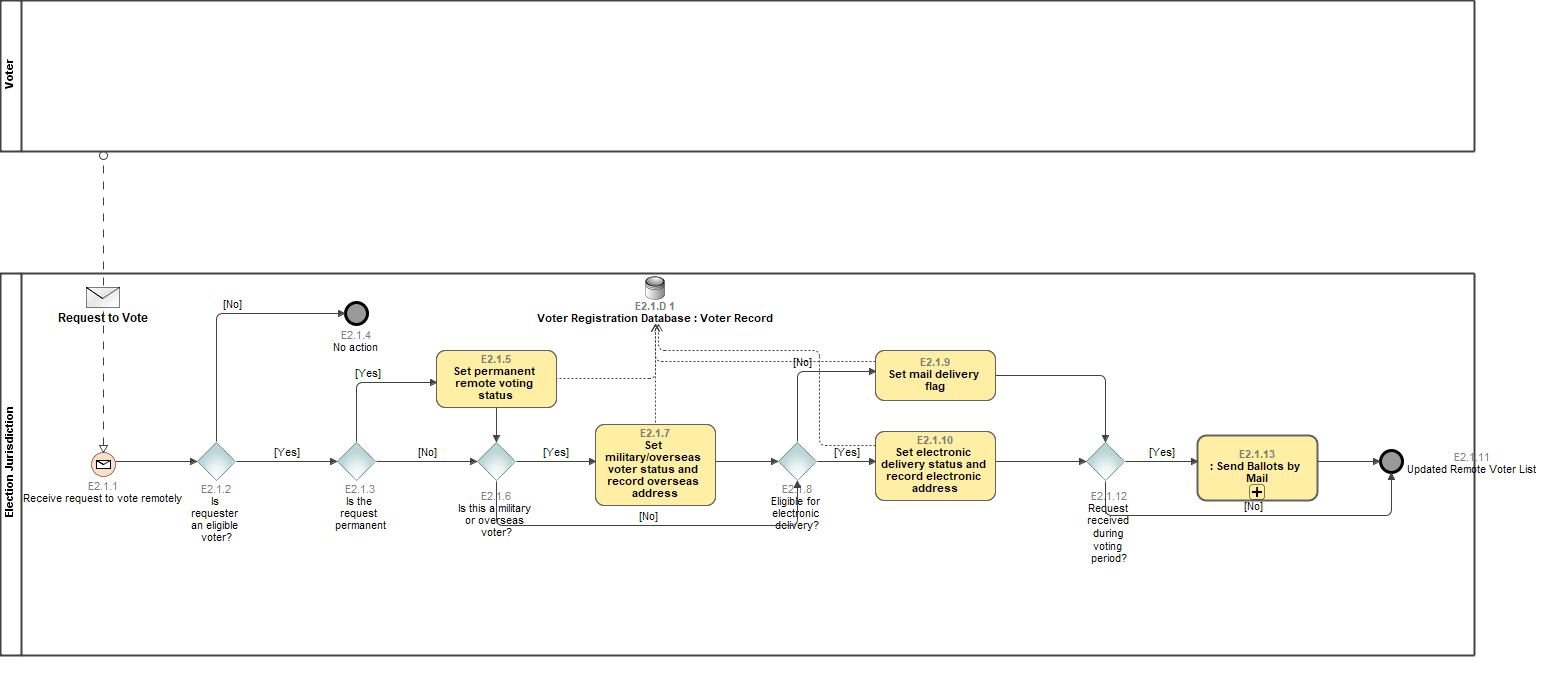 Voter
Election Jurisdiction
Request to Vote
E2.1.1
Receive request to vote remotely
E2.1.2
Is
requester
an eligible
voter?
[No]
[Yes]
E2.1.4
No action
E2.1.3
Is the
request
permanent
[Yes]
[No]
E2.1.5
Set permanent
remote voting
status
E2.1.6
Is this a military
or overseas
voter?
[Yes]
[No]
E2.1.D 1
Voter Registration Database : Voter Record
E2.1.7
Set
military/overseas
voter status and
record overseas
address
E2.1.8
Eligible for
electronic
delivery?
[No]
[Yes]
E2.1.9
Set mail delivery
flag
E2.1.10
Set electronic
delivery status and
record electronic
address
E2.1.12
Request
received
during
voting
period?
[Yes]
[No]
E2.1.13
: Send Ballots by
Mail
E2.1.11
Updated Remote Voter List